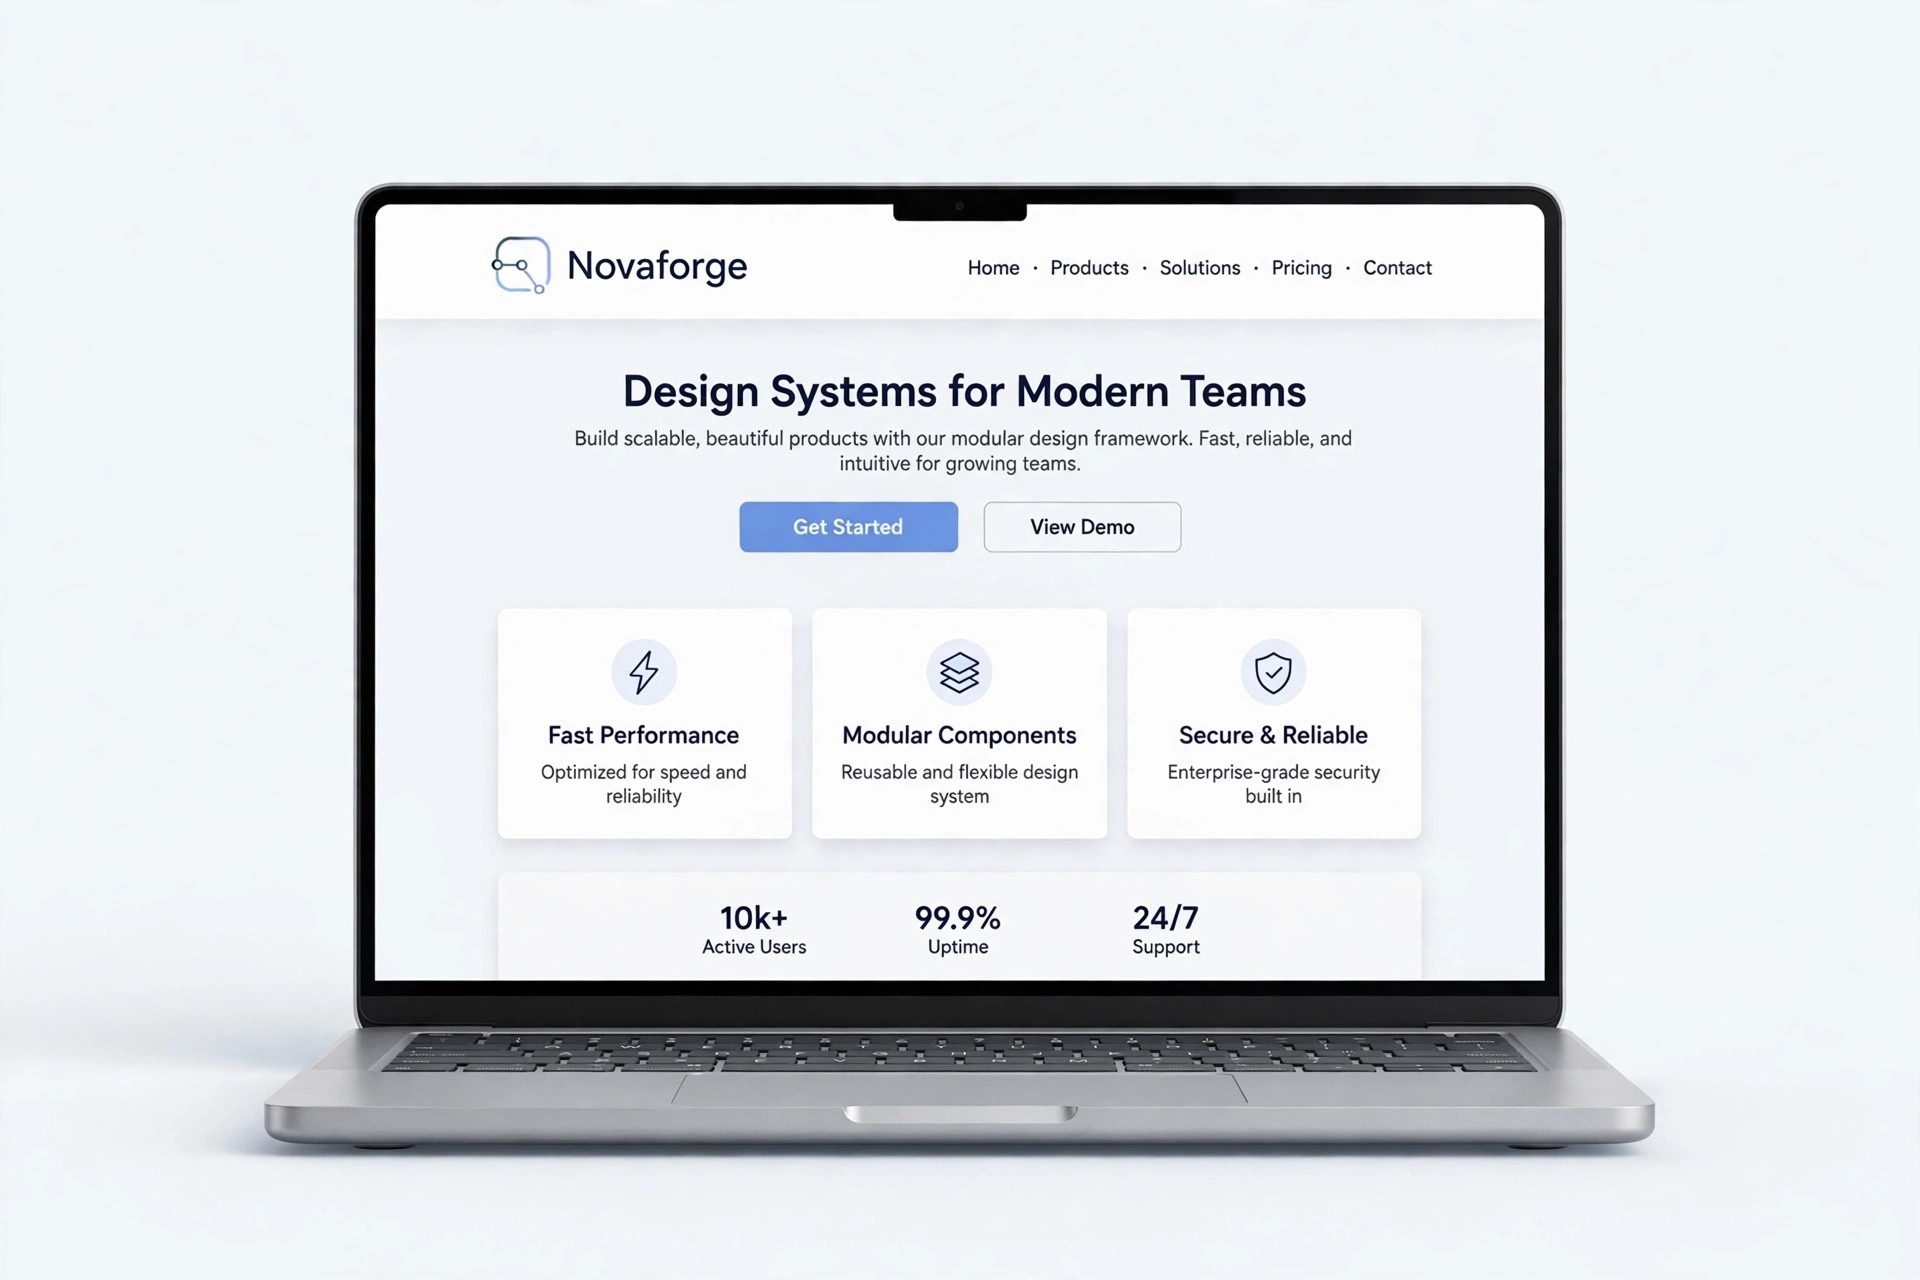 Novaforge
Home · Products · Solutions · Pricing · Contact
Design Systems for Modern Teams
Build scalable, beautiful products with our modular design framework. Fast, reliable, and
intuitive for growing teams.
Get Started
View Demo
Fast Performance
Optimized for speed and
reliability
Modular Components
Reusable and flexible design
system
Secure & Reliable
Enterprise-grade security
built in
10k+
Active Users
99.9%
Uptime
24/7
Support